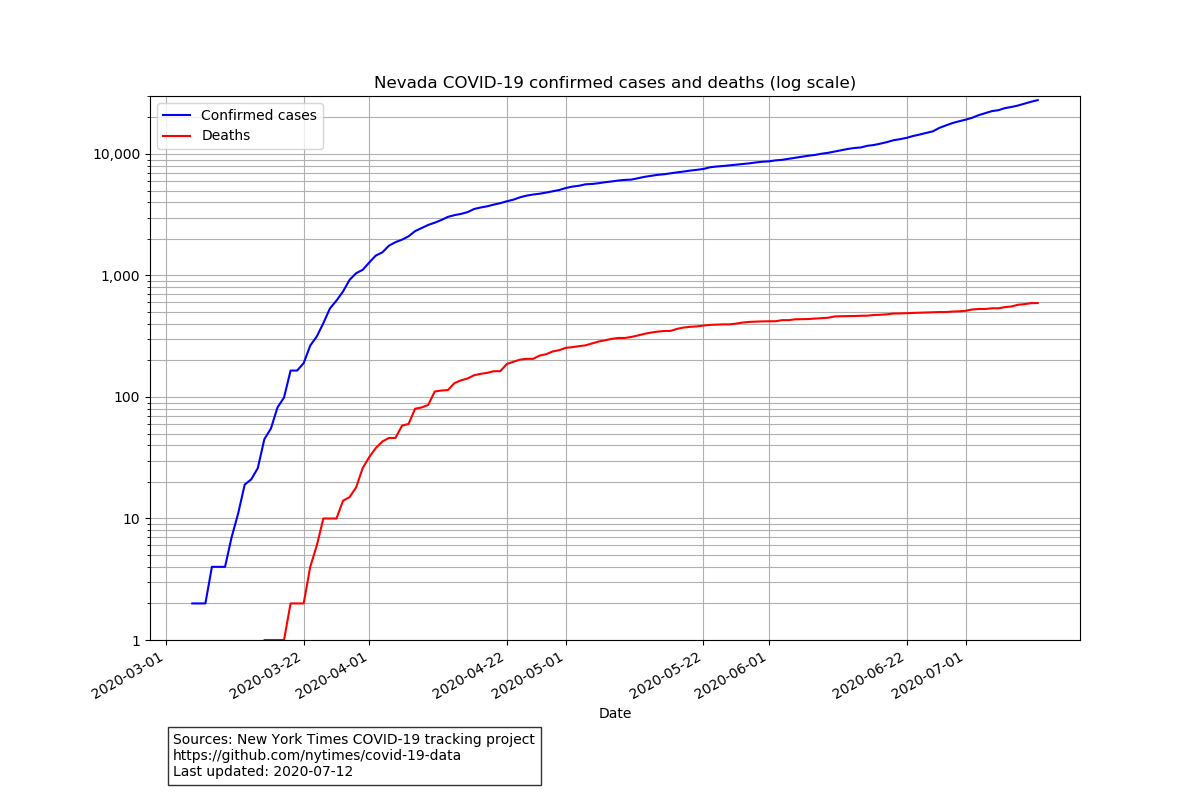 Nevada COVID-19 confirmed cases and deaths (log scale)
Confirmed cases
Deaths
10,000
1,000
100
10
1
2020-03-01
2020-03-22
2020-04-01
2020-04-22
2020-05-01
2020-05-22
2020-06-01
2020-06-22
2020-07-01
Date
Sources: New York Times COVID-19 tracking project
https://github.com/nytimes/covid-19-data
Last updated: 2020-07-12